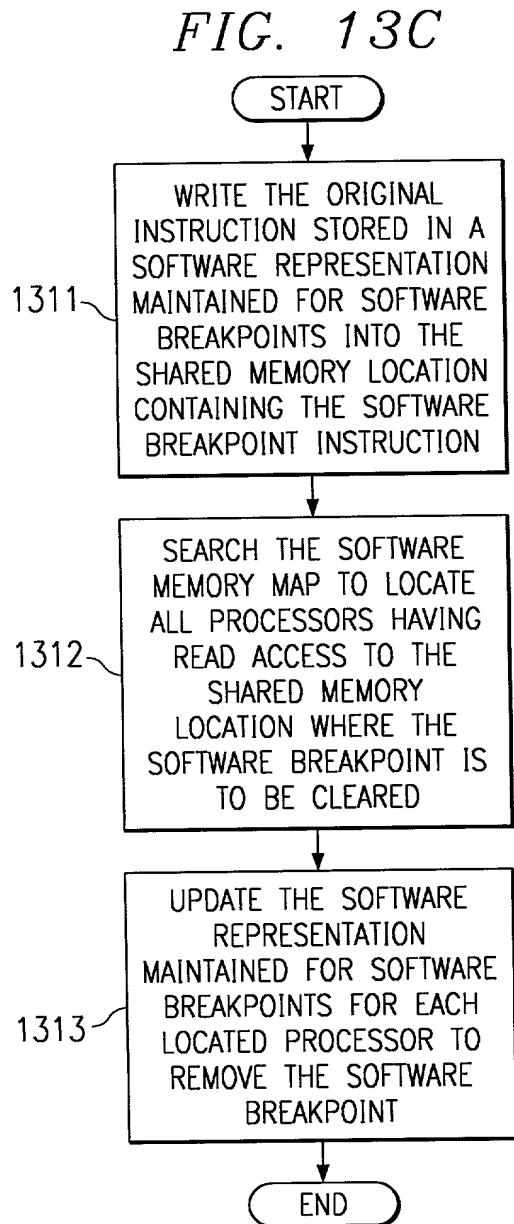 FIG. 13C
START
WRITE THE ORIGINAL
INSTRUCTION STORED IN A
SOFTWARE REPRESENTATION
MAINTAINED FOR SOFTWARE
BREAKPOINTS INTO THE
SHARED MEMORY LOCATION
CONTAINING THE SOFTWARE
BREAKPOINT INSTRUCTION
1311
SEARCH THE SOFTWARE
MEMORY MAP TO LOCATE
ALL PROCESSORS HAVING
READ ACCESS TO THE
SHARED MEMORY
LOCATION WHERE THE
SOFTWARE BREAKPOINT IS
TO BE CLEARED
1312
UPDATE THE SOFTWARE
REPRESENTATION
MAINTAINED FOR SOFTWARE
BREAKPOINTS FOR EACH
LOCATED PROCESSOR TO
REMOVE THE SOFTWARE
BREAKPOINT
1313
END